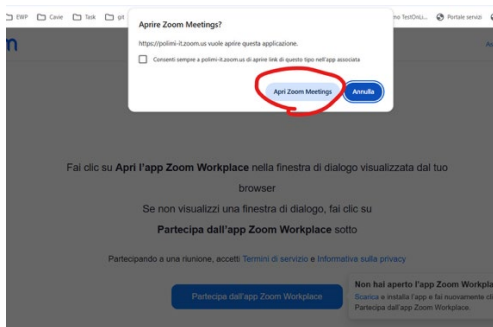 EWP Cavie Task git
Portale servizi
Aprire Zoom Meetings?
https://polimi-it.zoom.us vuole aprire questa applicazione.
Consenti sempre a polimi-it.zoom.us di aprire link di questo tipo nell'app associata
Apri Zoom Meetings Annulla
Fai clic su Apri l'app Zoom Workplace nella finestra di dialogo visualizzata dal tuo
browser
Se non visualizzi una finestra di dialogo, fai clic su
Partecipa dall'app Zoom Workplace sotto
Partecipando a una riunione, accetti Termini di servizio e Informativa sulla privacy
Partecipa dall'app Zoom Workplace
Non hai aperto l'app Zoom Workpla
Scarica e installa l'app e fai nuovamente cli
Partecipa dall'app Zoom Workplace.